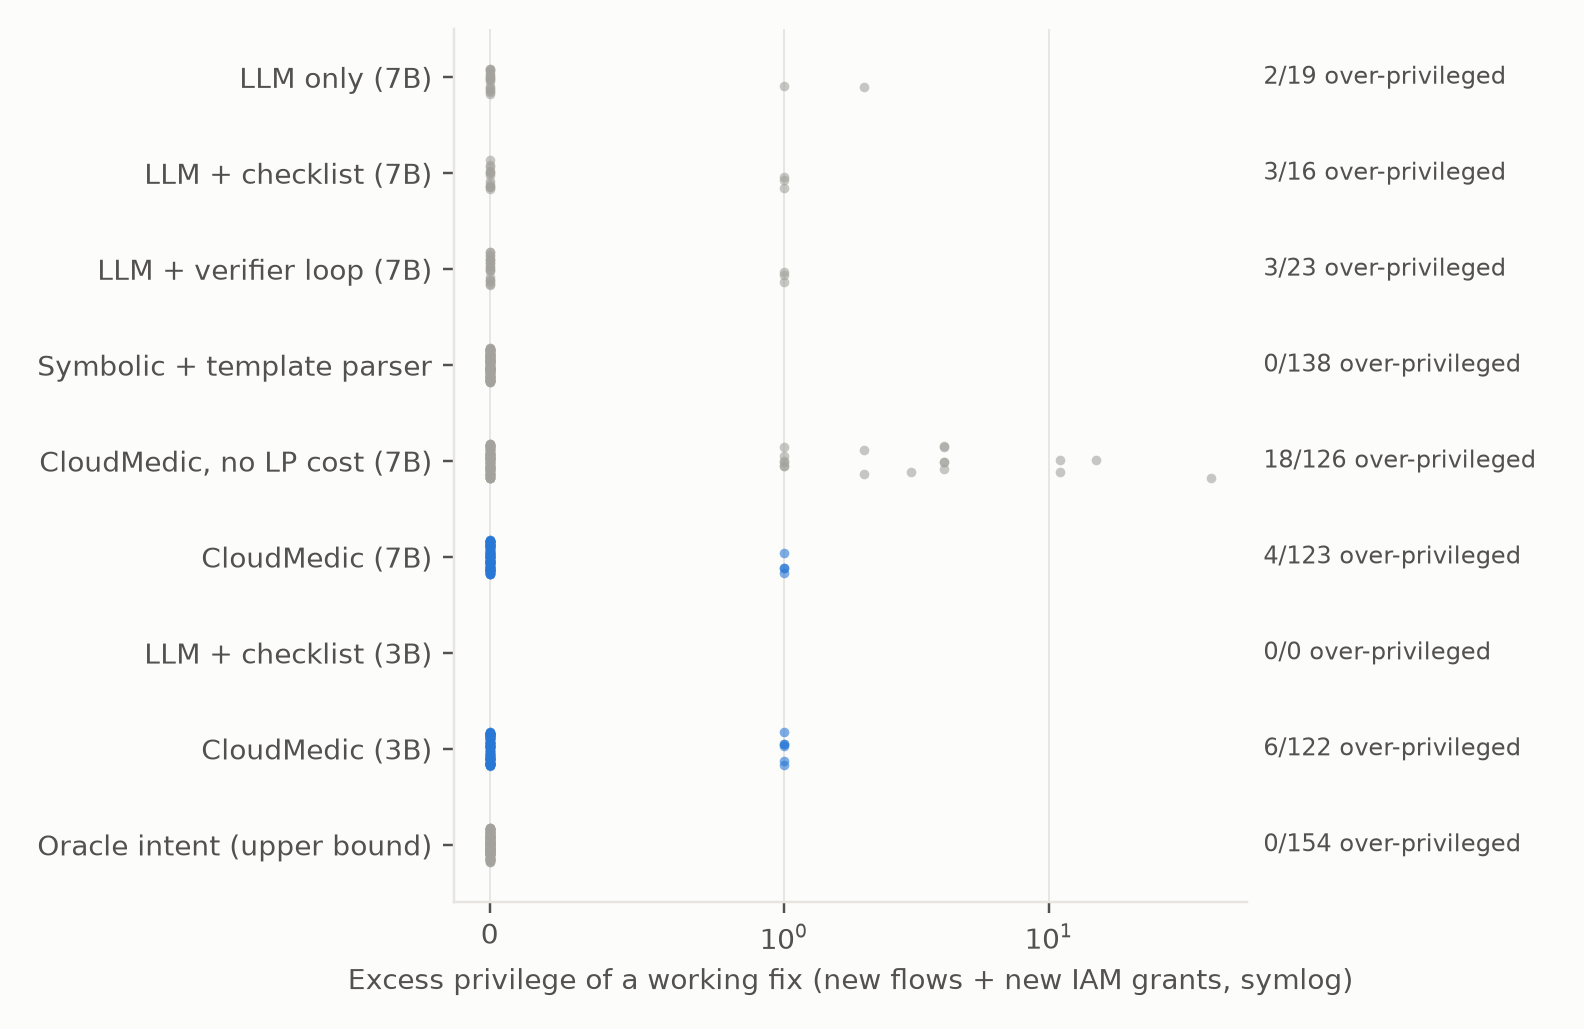 LLM only (7B) 2/19 over-privileged
LLM + checklist (7B) 3/16 over-privileged
LLM + verifier loop (7B) 3/23 over-privileged
Symbolic + template parser 0/138 over-privileged
CloudMedic, no LP cost (7B) 18/126 over-privileged
CloudMedic (7B) 4/123 over-privileged
LLM + checklist (3B) 0/0 over-privileged
CloudMedic (3B) 6/122 over-privileged
Oracle intent (upper bound) 0/154 over-privileged
0 10⁰ 10¹
Excess privilege of a working fix (new flows + new IAM grants, symlog)